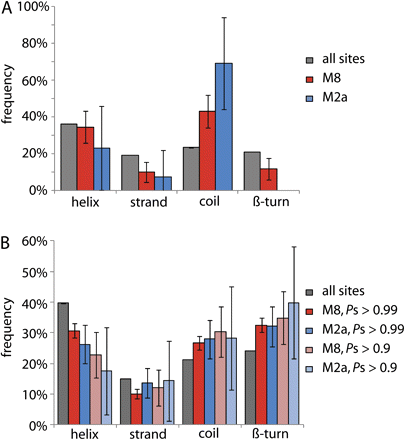 A
100%
80%
60%
40%
20%
0%
frequency
helix
strand
coil
ß-turn
all sites
M8
M2a
B
60%
50%
40%
30%
20%
10%
0%
frequency
helix
strand
coil
ß-turn
all sites
M8, Ps > 0.99
M2a, Ps > 0.99
M8, Ps > 0.9
M2a, Ps > 0.9